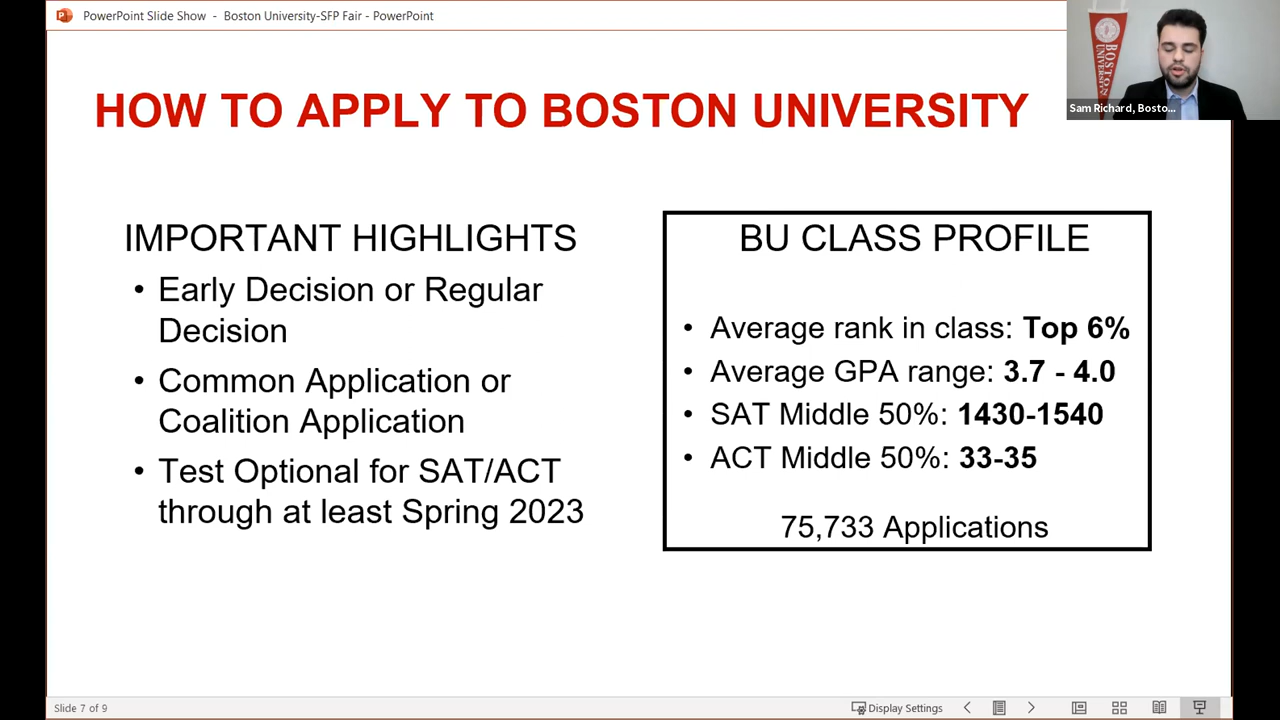 PowerPoint Slide Show - Boston University-SFP Fair - PowerPoint
BOSTON UNIVERSITY
Sam Richard, Bosto...
HOW TO APPLY TO BOSTON UNIVERSITY
IMPORTANT HIGHLIGHTS
• Early Decision or Regular
Decision
• Common Application or
Coalition Application
• Test Optional for SAT/ACT
through at least Spring 2023
BU CLASS PROFILE
• Average rank in class: Top 6%
• Average GPA range: 3.7 - 4.0
• SAT Middle 50%: 1430-1540
• ACT Middle 50%: 33-35
75,733 Applications
Slide 7 of 9
Display Settings